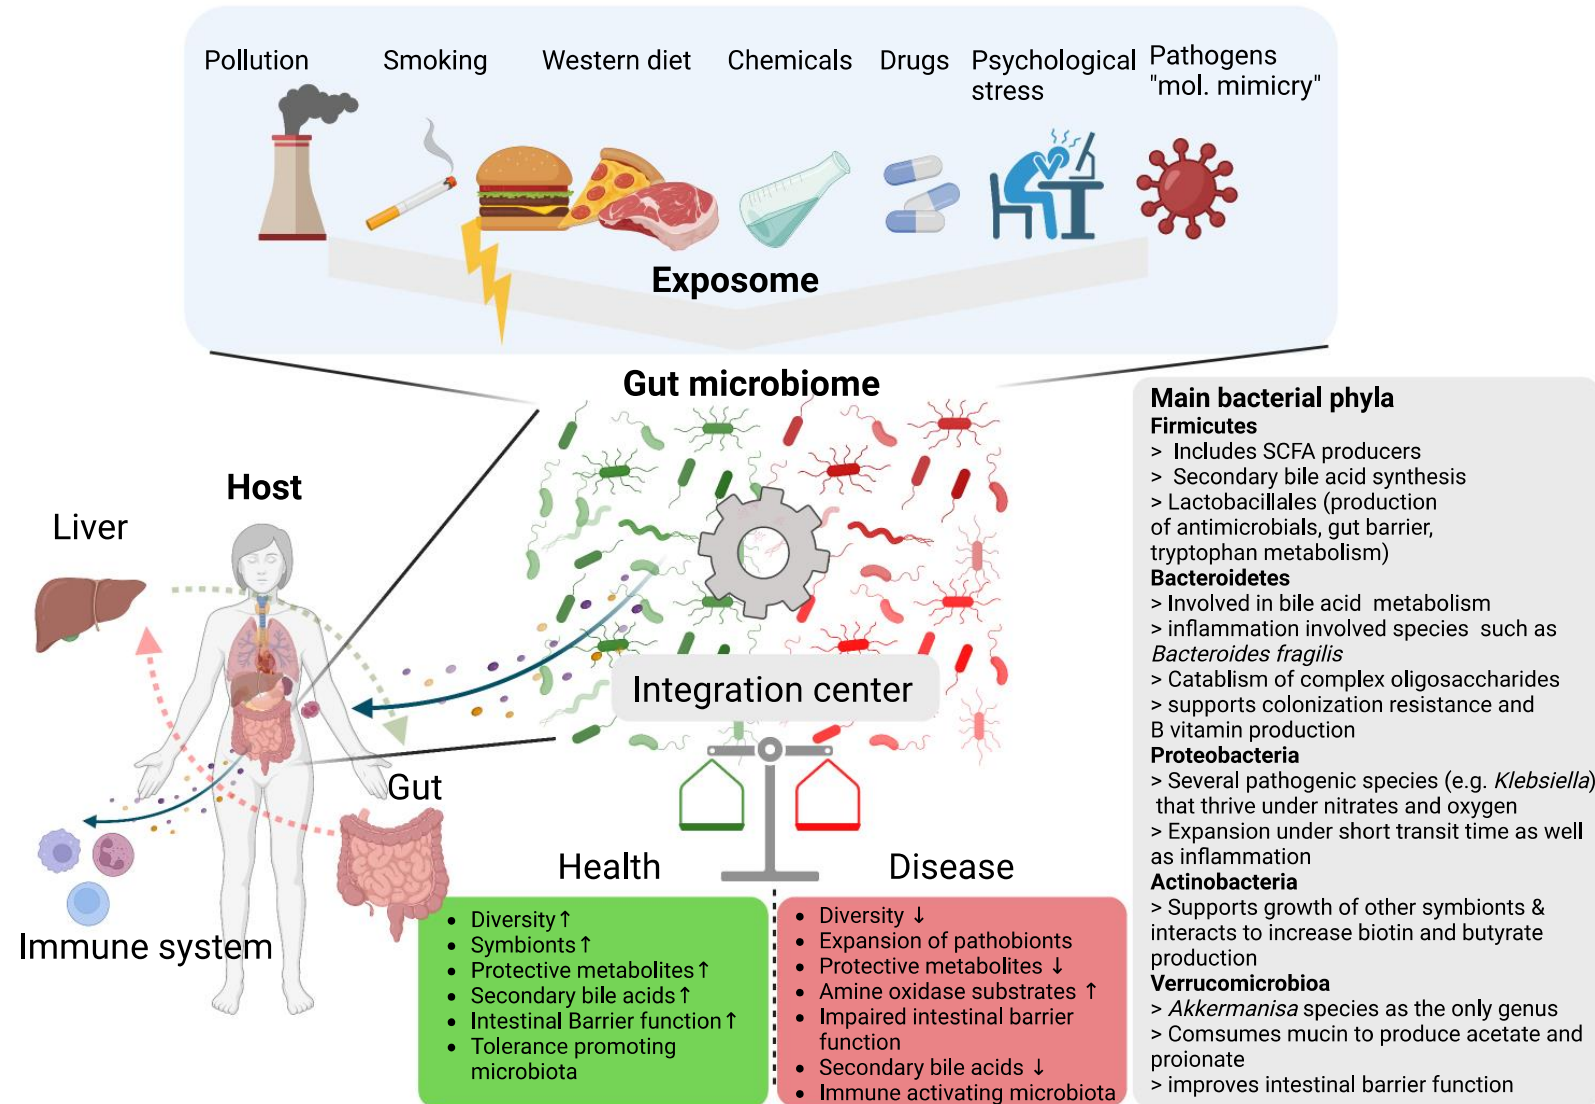 Pollution
Smoking
Western diet
Chemicals
Drugs
Psychological
stress
Pathogens
"mol. mimicry"
Exposome
Gut microbiome
Host
Liver
Integration center
Gut
Immune system
Health
Disease
• Diversity ↑
• Symbionts ↑
• Protective metabolites ↑
• Secondary bile acids ↑
• Intestinal Barrier function ↑
• Tolerance promoting
microbiota
• Diversity ↓
• Expansion of pathobionts
• Protective metabolites ↓
• Amine oxidase substrates ↑
• Impaired intestinal barrier
function
• Secondary bile acids ↓
• Immune activating microbiota
Main bacterial phyla
Firmicutes
> Includes SCFA producers
> Secondary bile acid synthesis
> Lactobacillales (production
of antimicrobials, gut barrier,
tryptophan metabolism)
Bacteroidetes
> Involved in bile acid metabolism
> inflammation involved species such as
Bacteroides fragilis
> Catablism of complex oligosaccharides
> supports colonization resistance and
B vitamin production
Proteobacteria
> Several pathogenic species (e.g. Klebsiella)
that thrive under nitrates and oxygen
> Expansion under short transit time as well
as inflammation
Actinobacteria
> Supports growth of other symbionts &
interacts to increase biotin and butyrate
production
Verrucomicrobioa
> Akkermanisa species as the only genus
> Comsumes mucin to produce acetate and
proionate
> improves intestinal barrier function